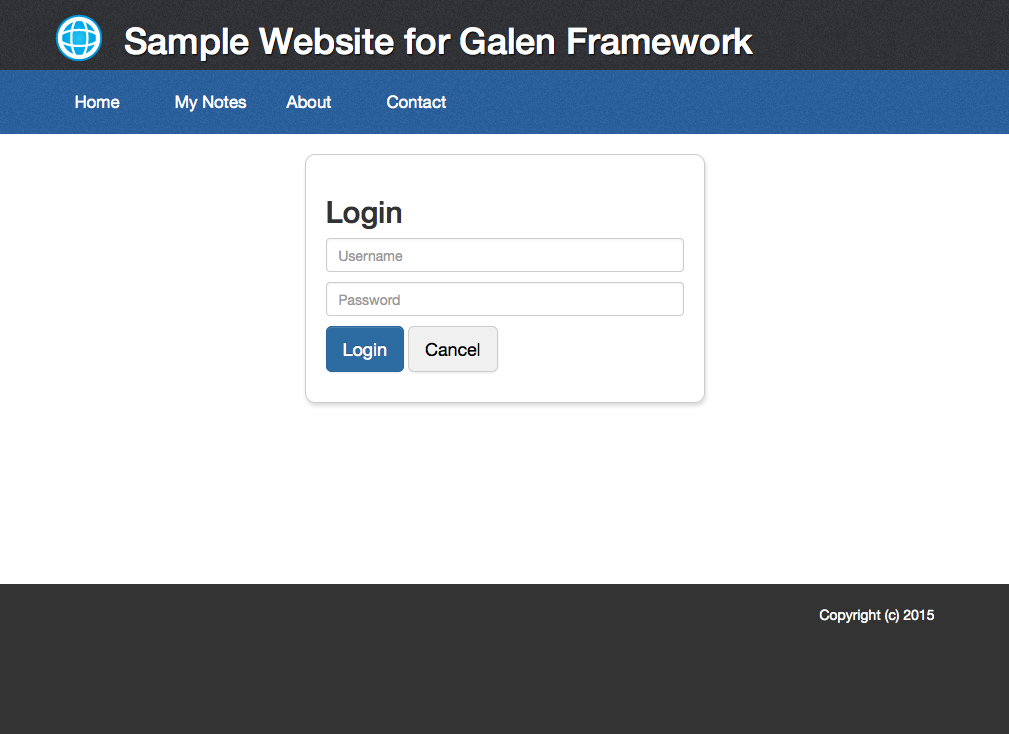 Sample Website for Galen Framework
Home My Notes About Contact
Login
Username
Password
Login Cancel
Copyright (c) 2015